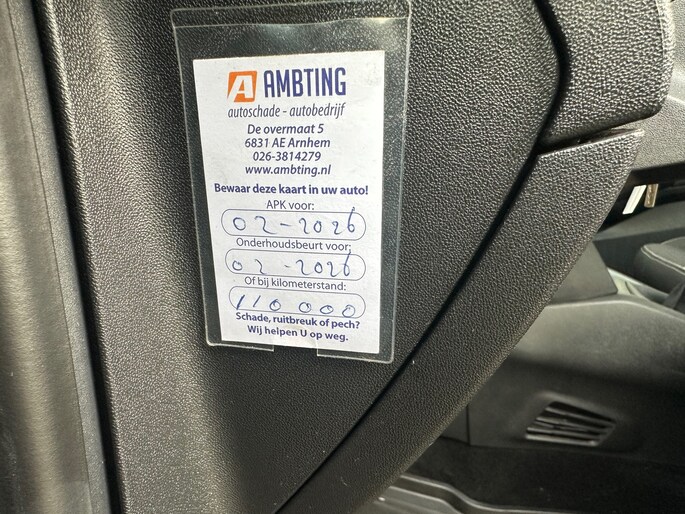 A AMBTING
autoschade - autobedrijf
De overmaat 5
6831 AE Arnhem
026-3814279
www.ambting.nl
Bewaar deze kaart in uw auto!
APK voor:
02-2026
Onderhoudsbeurt voor:
02-2026
Of bij kilometerstand:
110 000
Schade, ruitbreuk of pech?
Wij helpen U op weg.